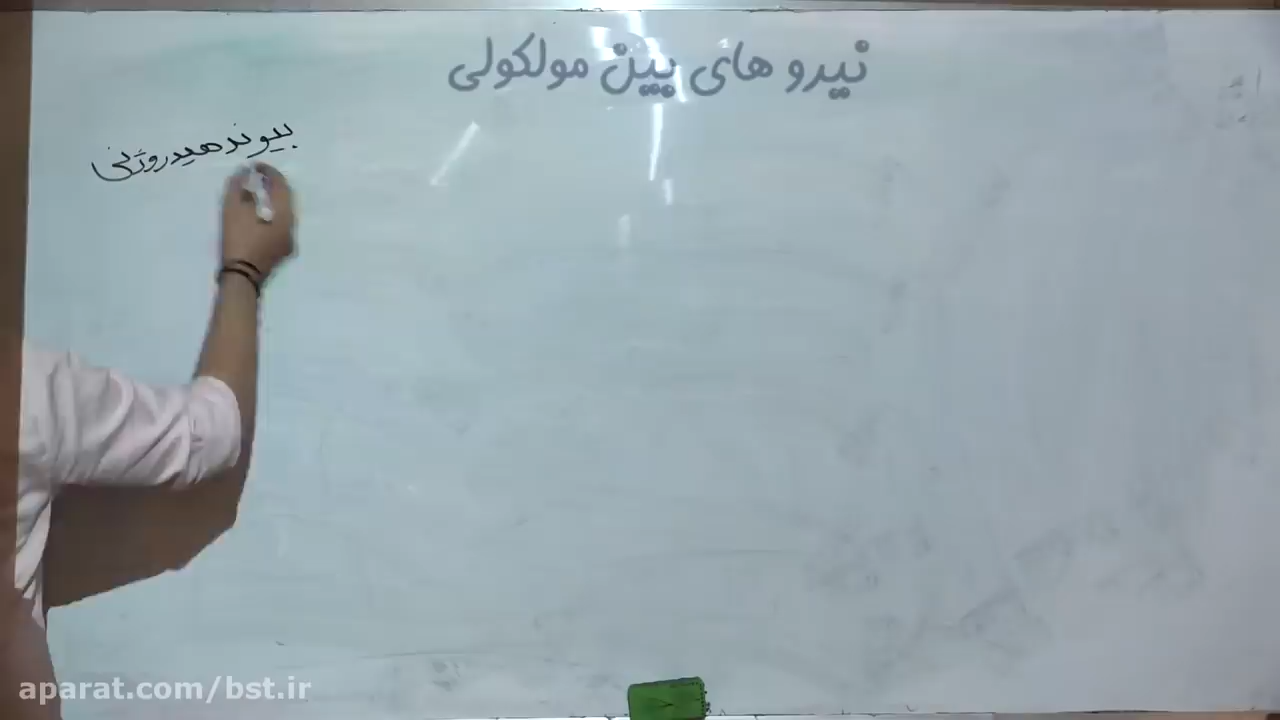 نیرو های بین مولکولی
پیوند هیدروژنی
aparat.com/bst.ir